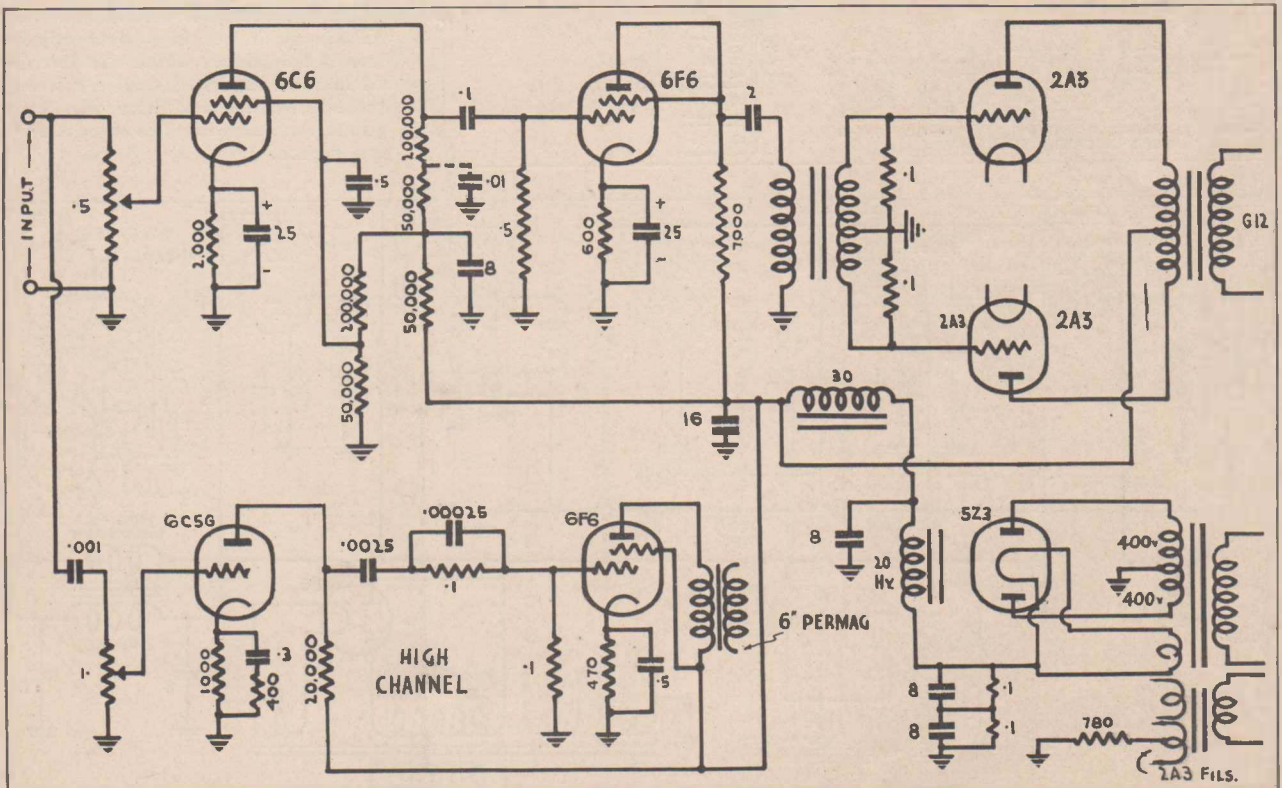 6C6
6F6
2A3
INPUT
.5
2,000
+
25
-
.5
200,000
50,000
100,000
50,000
.01
8
50,000
.1
.5
600
+
25
-
7000
2
.1
.1
2A3
2A3
G12
16
30
.001
1.
6C5G
1000
.3
400
20,000
HIGH
CHANNEL
.0025
.00025
.1
.1
6F6
470
.5
6" PERMAG
8
20
HY.
5Z3
400v
400v
8
8
.1
.1
780
2A3 FILS.